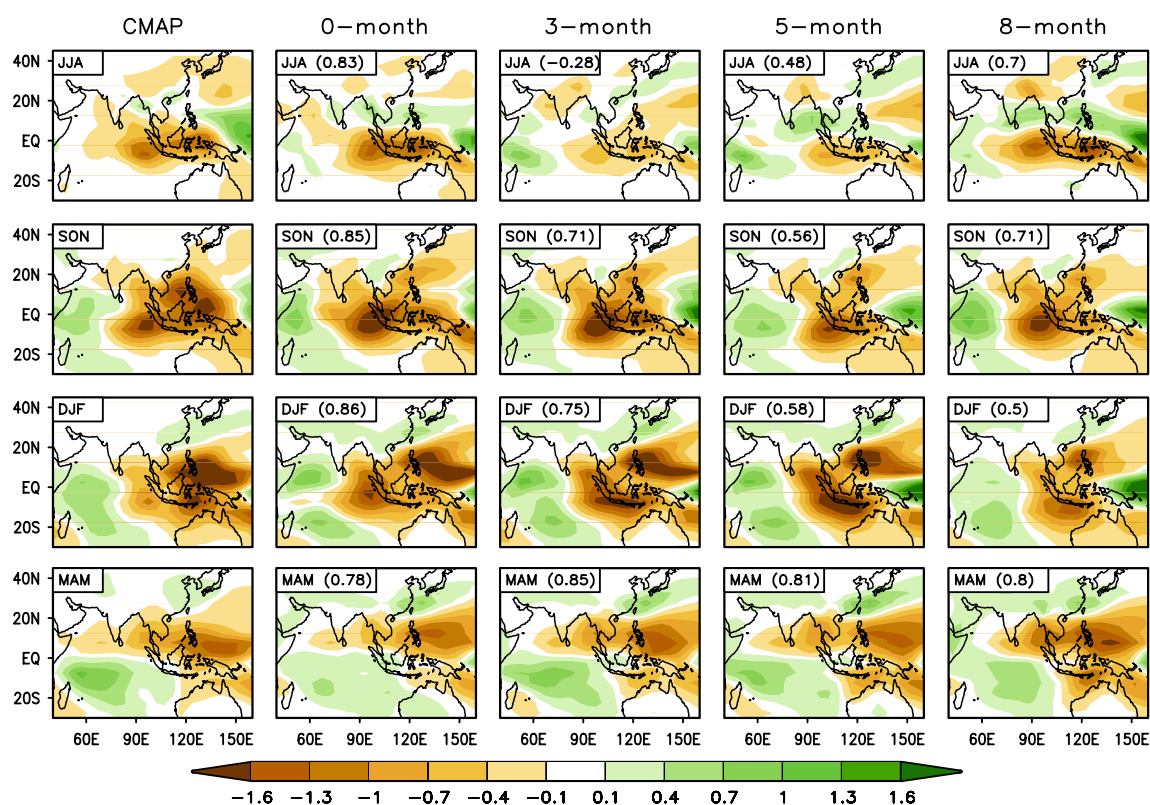 CMAP 0-month 3-month 5-month 8-month
40N JJA JJA (0.83) JJA (-0.28) JJA (0.48) JJA (0.7)
20N
EQ
20S
40N SON SON (0.85) SON (0.71) SON (0.56) SON (0.71)
20N
EQ
20S
40N DJF DJF (0.86) DJF (0.75) DJF (0.58) DJF (0.5)
20N
EQ
20S
40N MAM MAM (0.78) MAM (0.85) MAM (0.81) MAM (0.8)
20N
EQ
20S
60E 90E 120E 150E 60E 90E 120E 150E 60E 90E 120E 150E 60E 90E 120E 150E 60E 90E 120E 150E
-1.6 -1.3 -1 -0.7 -0.4 -0.1 0.1 0.4 0.7 1 1.3 1.6